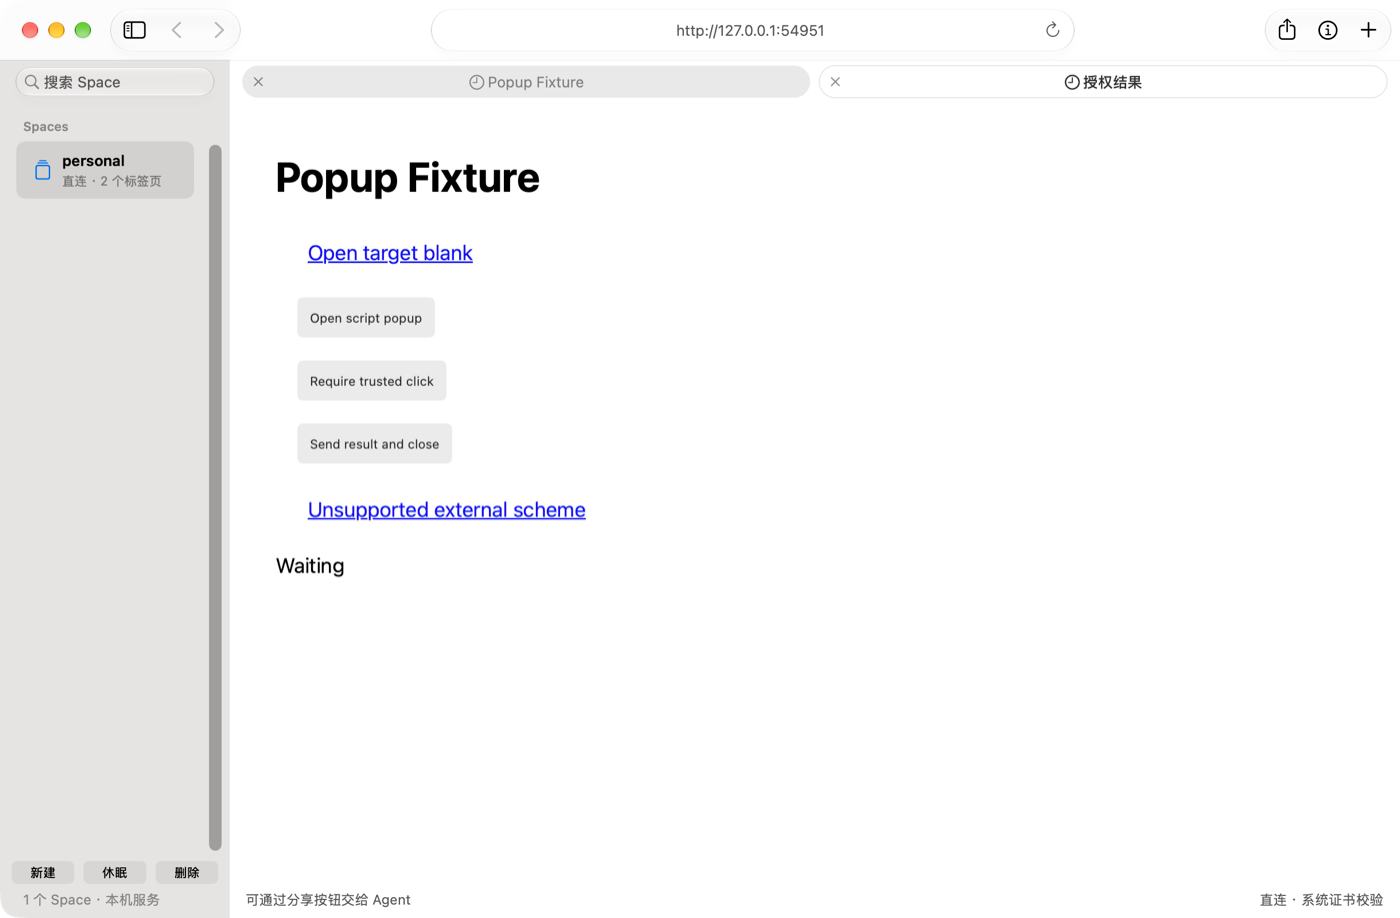 http://127.0.0.1:54951
搜索 Space
Popup Fixture
授权结果
Spaces
personal
直连 · 2 个标签页
Popup Fixture
Open target blank
Open script popup
Require trusted click
Send result and close
Unsupported external scheme
Waiting
新建
休眠
删除
1 个 Space · 本机服务
可通过分享按钮交给 Agent
直连 · 系统证书校验